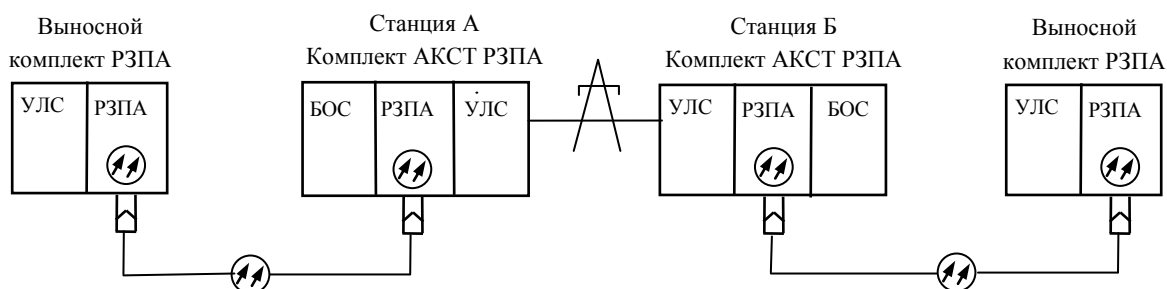 Выносной
комплект РЗПА
Станция А
Комплект АКСТ РЗПА
Станция Б
Комплект АКСТ РЗПА
Выносной
комплект РЗПА
УЛС
РЗПА
БОС
РЗПА
УЛС
УЛС
РЗПА
БОС
УЛС
РЗПА